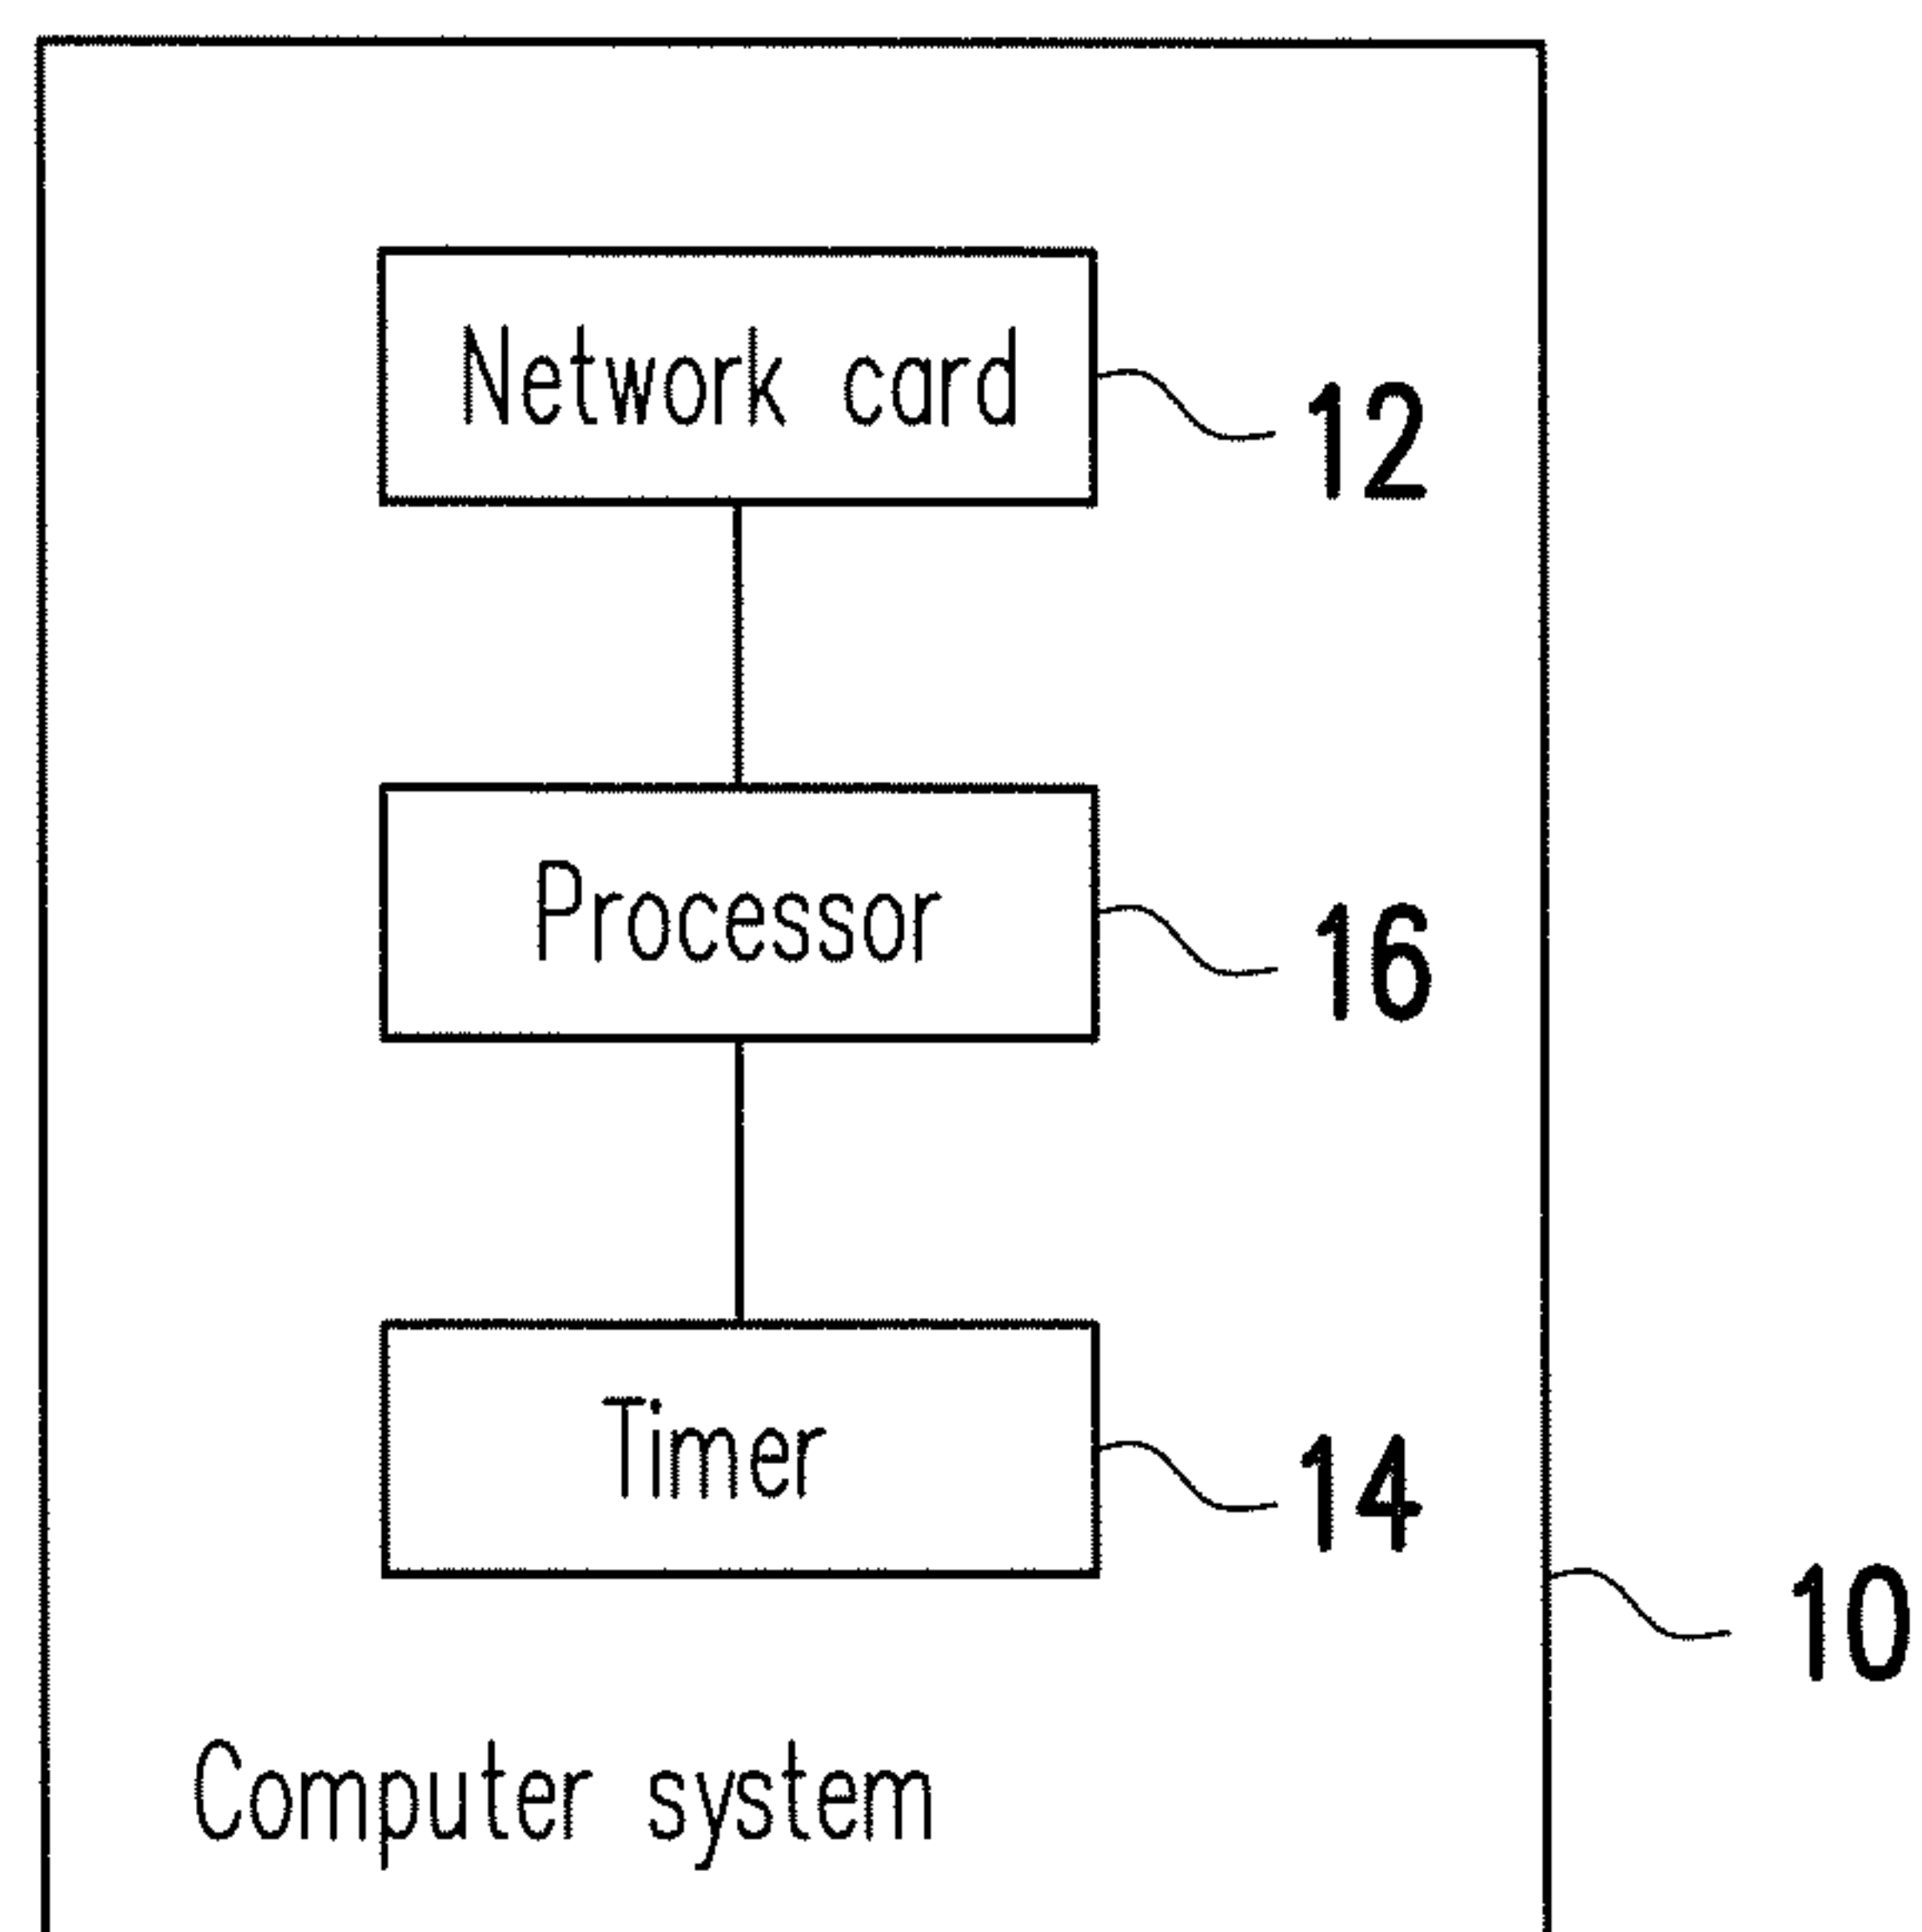 Network card
12
Processor
16
Timer
14
10
Computer system